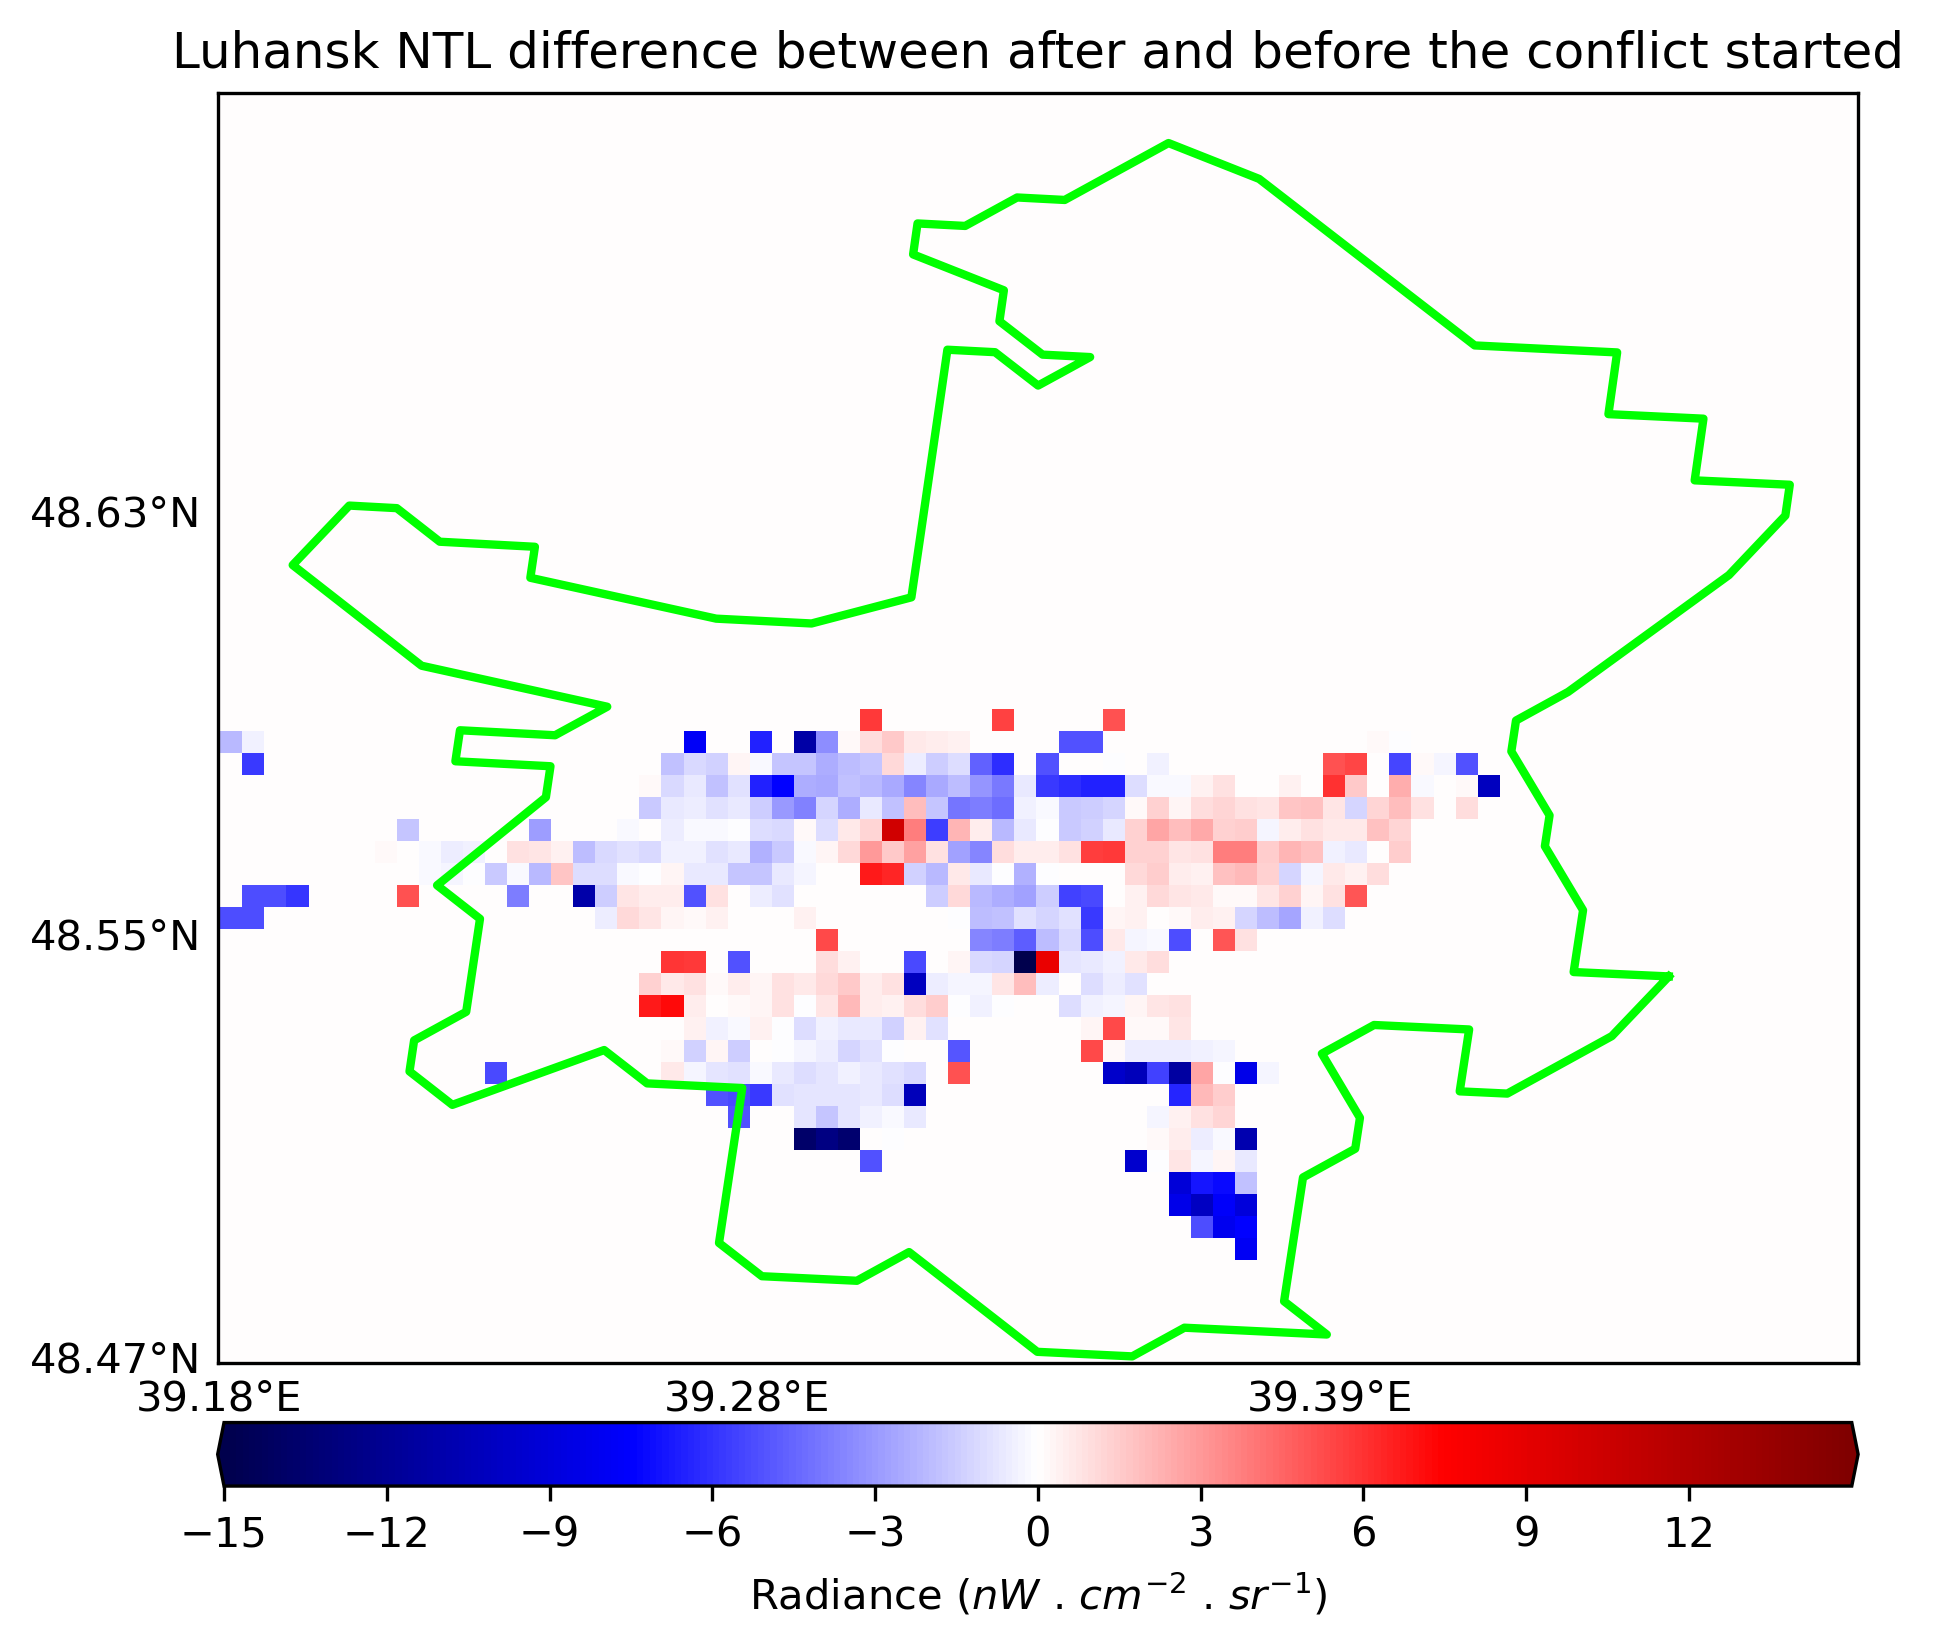 Luhansk NTL difference between after and before the conflict started
48.63°N
48.55°N
48.47°N
39.18°E 39.28°E 39.39°E
−15 −12 −9 −6 −3 0 3 6 9 12
Radiance (nW . cm⁻² . sr⁻¹)